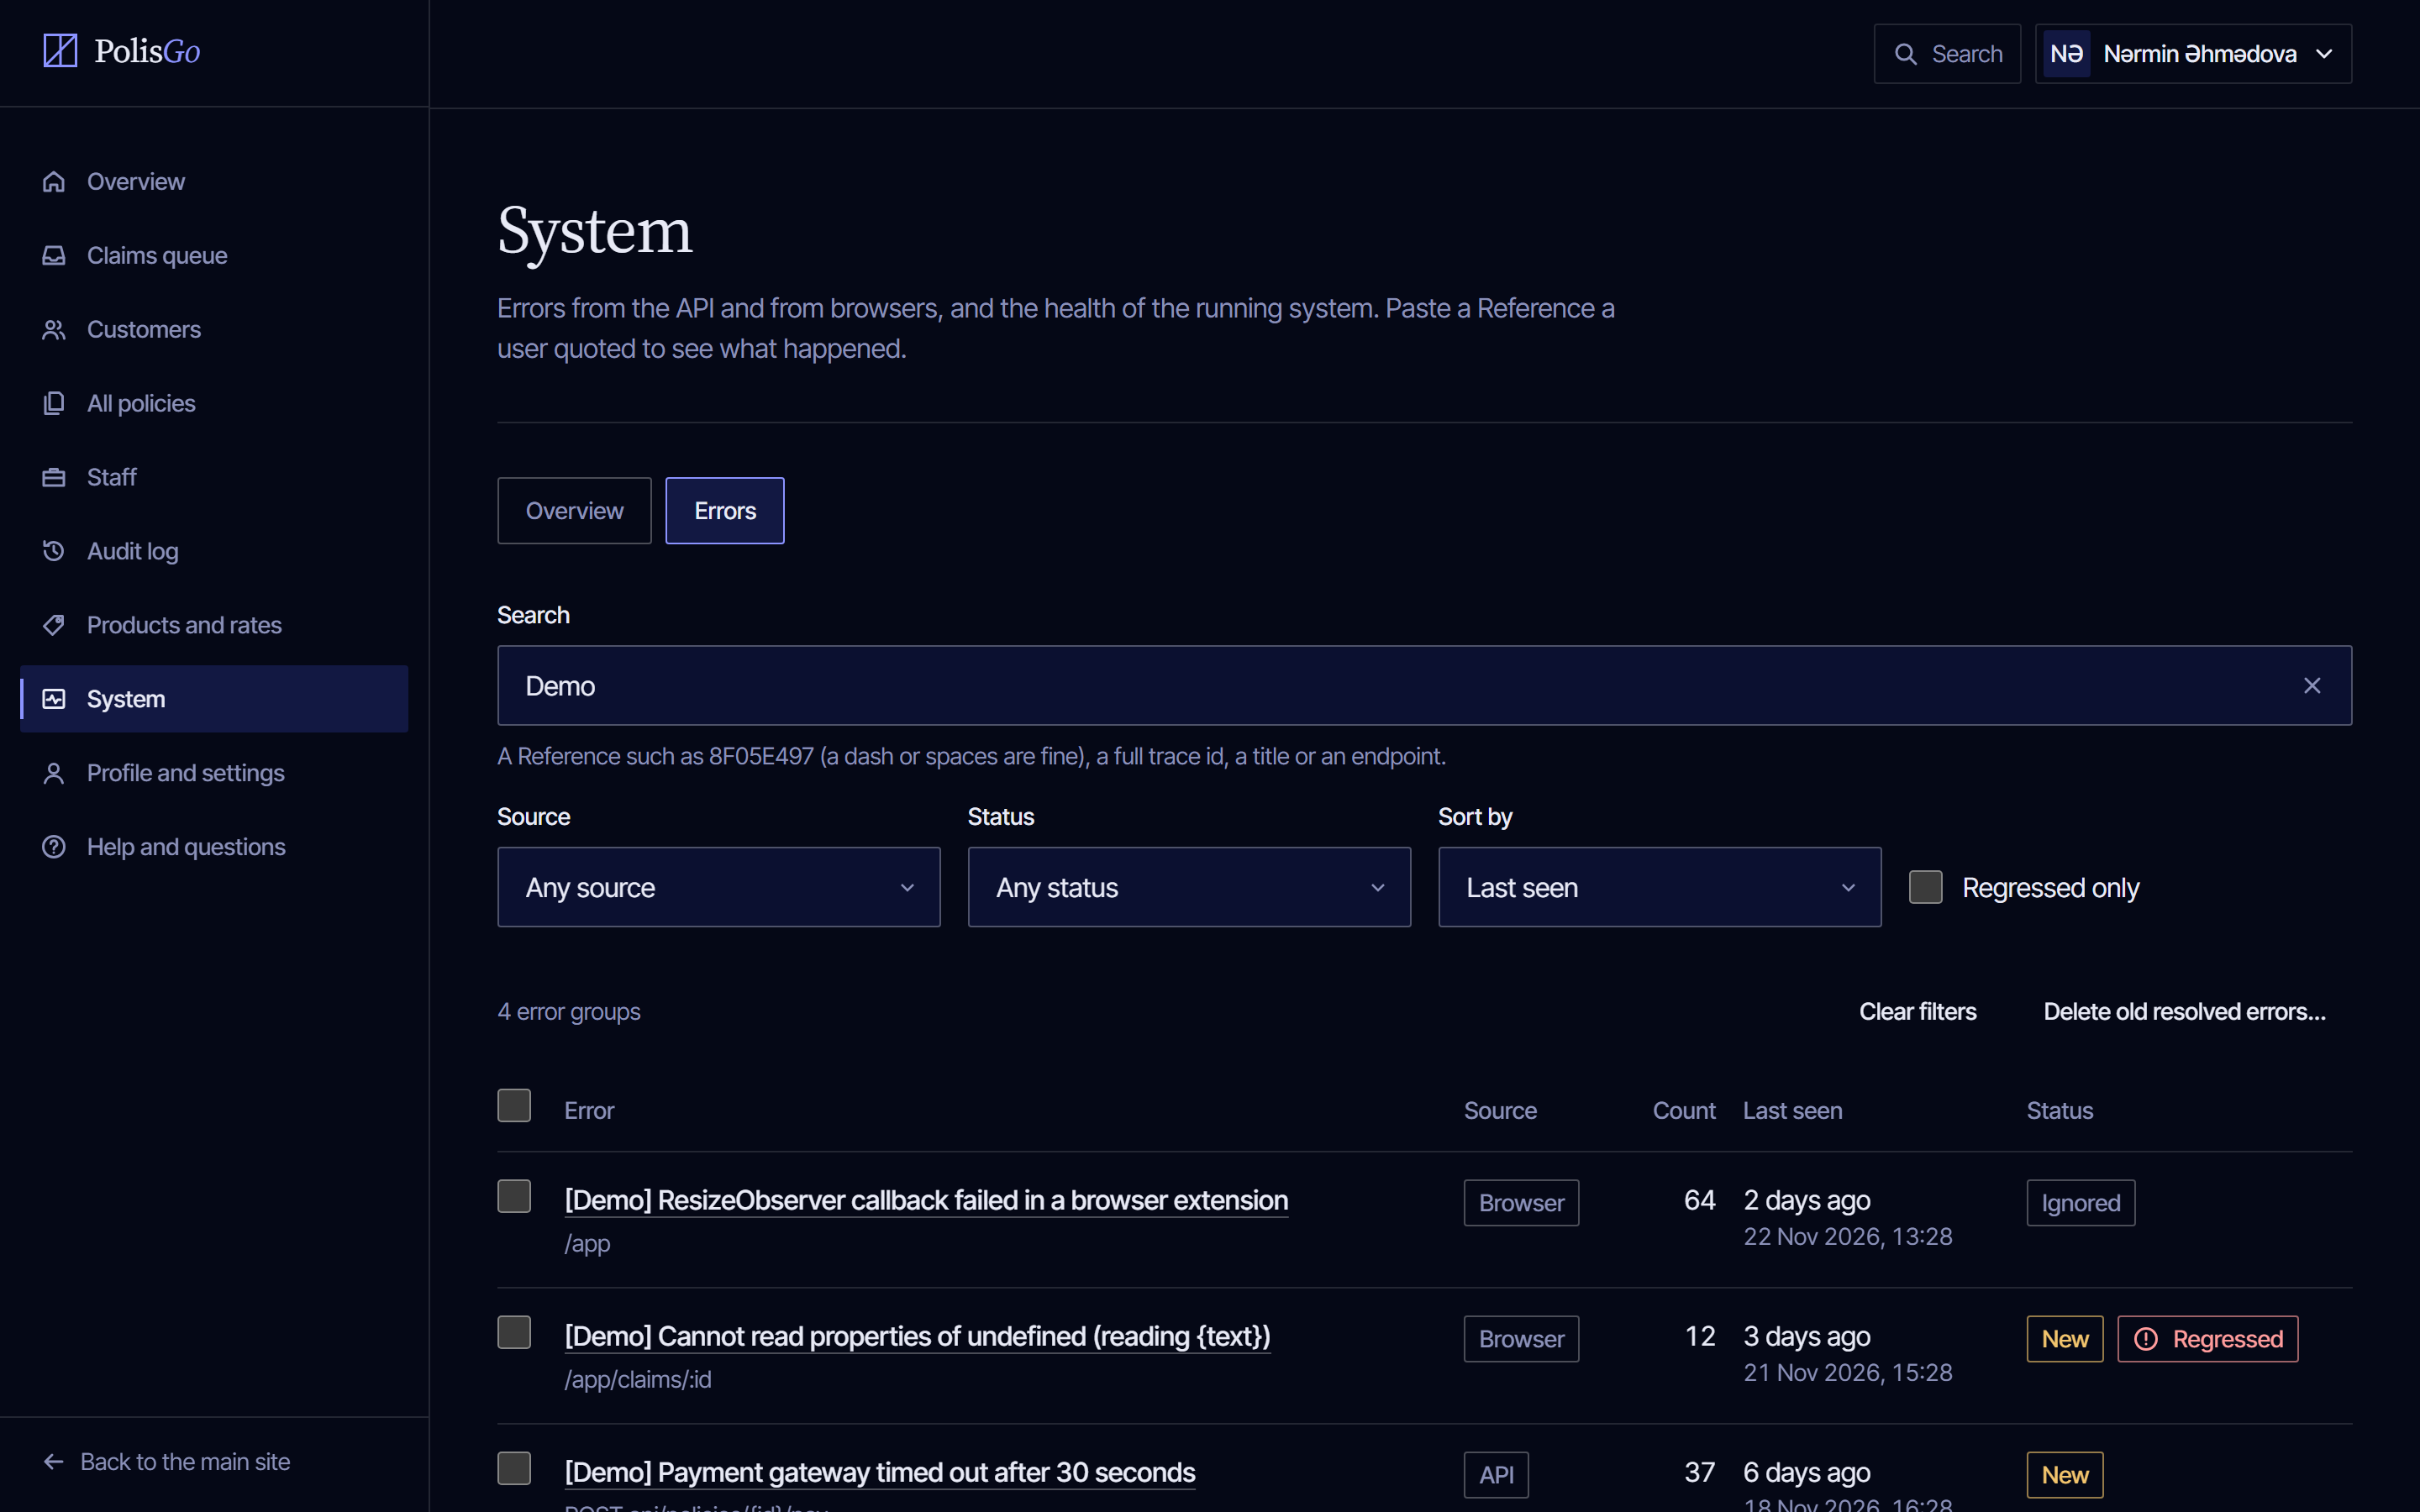 PolisGo
Search
NƏ Nərmin Əhmədova
Overview
Claims queue
Customers
All policies
Staff
Audit log
Products and rates
System
Profile and settings
Help and questions
Back to the main site
System
Errors from the API and from browsers, and the health of the running system. Paste a Reference a
user quoted to see what happened.
Overview Errors
Search
Demo
A Reference such as 8F05E497 (a dash or spaces are fine), a full trace id, a title or an endpoint.
Source Status Sort by
Any source Any status Last seen Regressed only
4 error groups Clear filters Delete old resolved errors...
Error Source Count Last seen Status
[Demo] ResizeObserver callback failed in a browser extension Browser 64 2 days ago Ignored
/app 22 Nov 2026, 13:28
[Demo] Cannot read properties of undefined (reading {text}) Browser 12 3 days ago New Regressed
/app/claims/:id 21 Nov 2026, 15:28
[Demo] Payment gateway timed out after 30 seconds API 37 6 days ago New
18 Nov 2026, 16:28